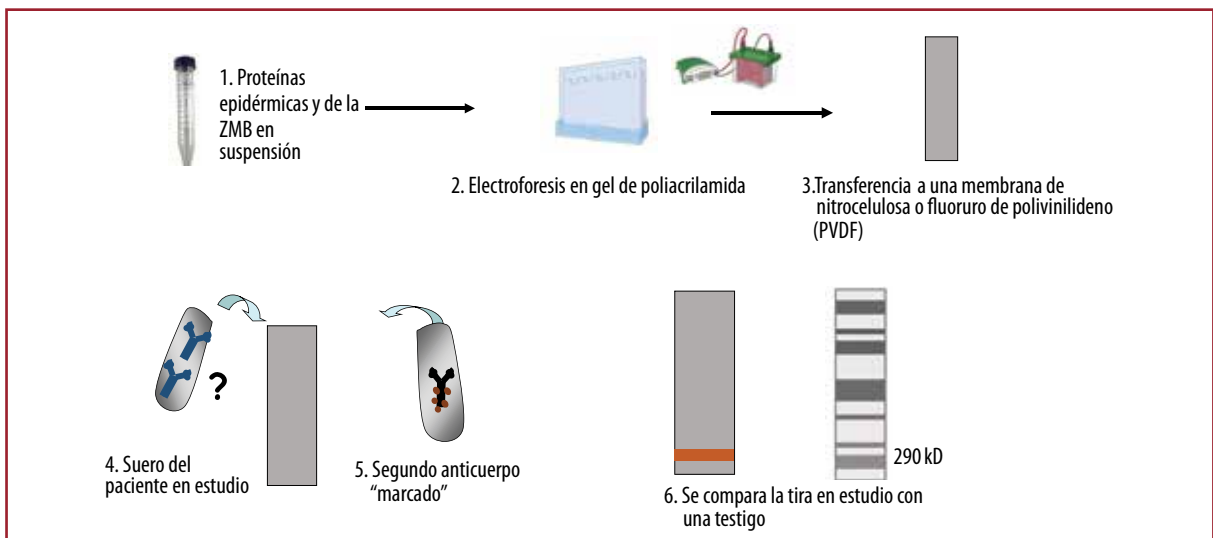 1. Proteínas
epidérmicas y de la
ZMB en
suspensión
2. Electroforesis en gel de poliacrilamida
3.Transferencia a una membrana de
nitrocelulosa o fluoruro de polivinilideno
(PVDF)
4. Suero del
paciente en estudio
?
5. Segundo anticuerpo
"marcado"
290 kD
6. Se compara la tira en estudio con
una testigo